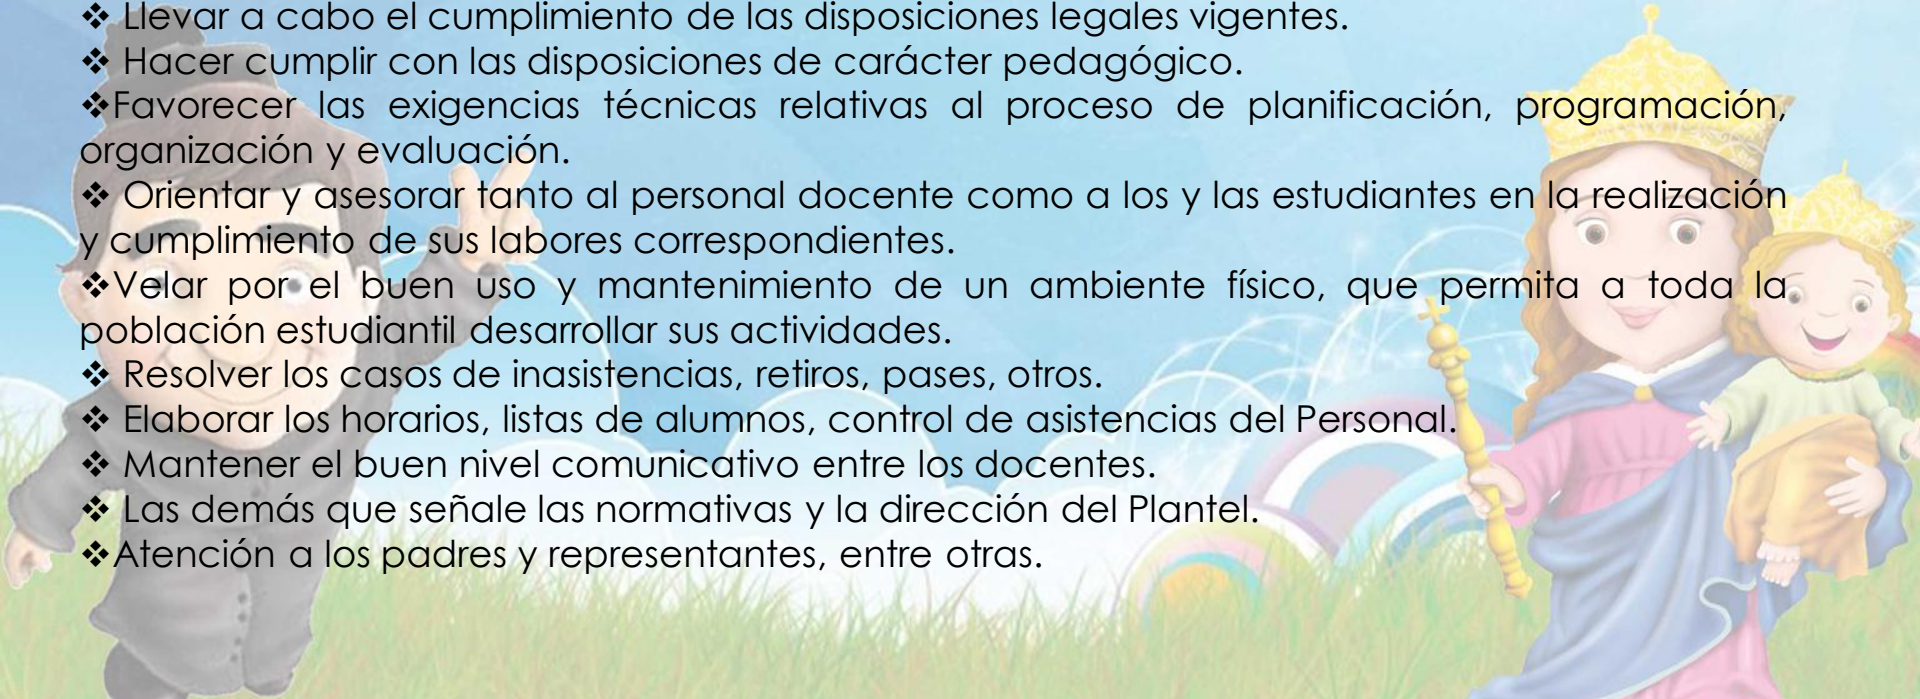 ❖ Llevar a cabo el cumplimiento de las disposiciones legales vigentes.
❖ Hacer cumplir con las disposiciones de carácter pedagógico.
❖Favorecer las exigencias técnicas relativas al proceso de planificación, programación,
organización y evaluación.
❖ Orientar y asesorar tanto al personal docente como a los y las estudiantes en la realización
y cumplimiento de sus labores correspondientes.
❖Velar por el buen uso y mantenimiento de un ambiente físico, que permita a toda la
población estudiantil desarrollar sus actividades.
❖ Resolver los casos de inasistencias, retiros, pases, otros.
❖ Elaborar los horarios, listas de alumnos, control de asistencias del Personal.
❖ Mantener el buen nivel comunicativo entre los docentes.
❖ Las demás que señale las normativas y la dirección del Plantel.
❖Atención a los padres y representantes, entre otras.